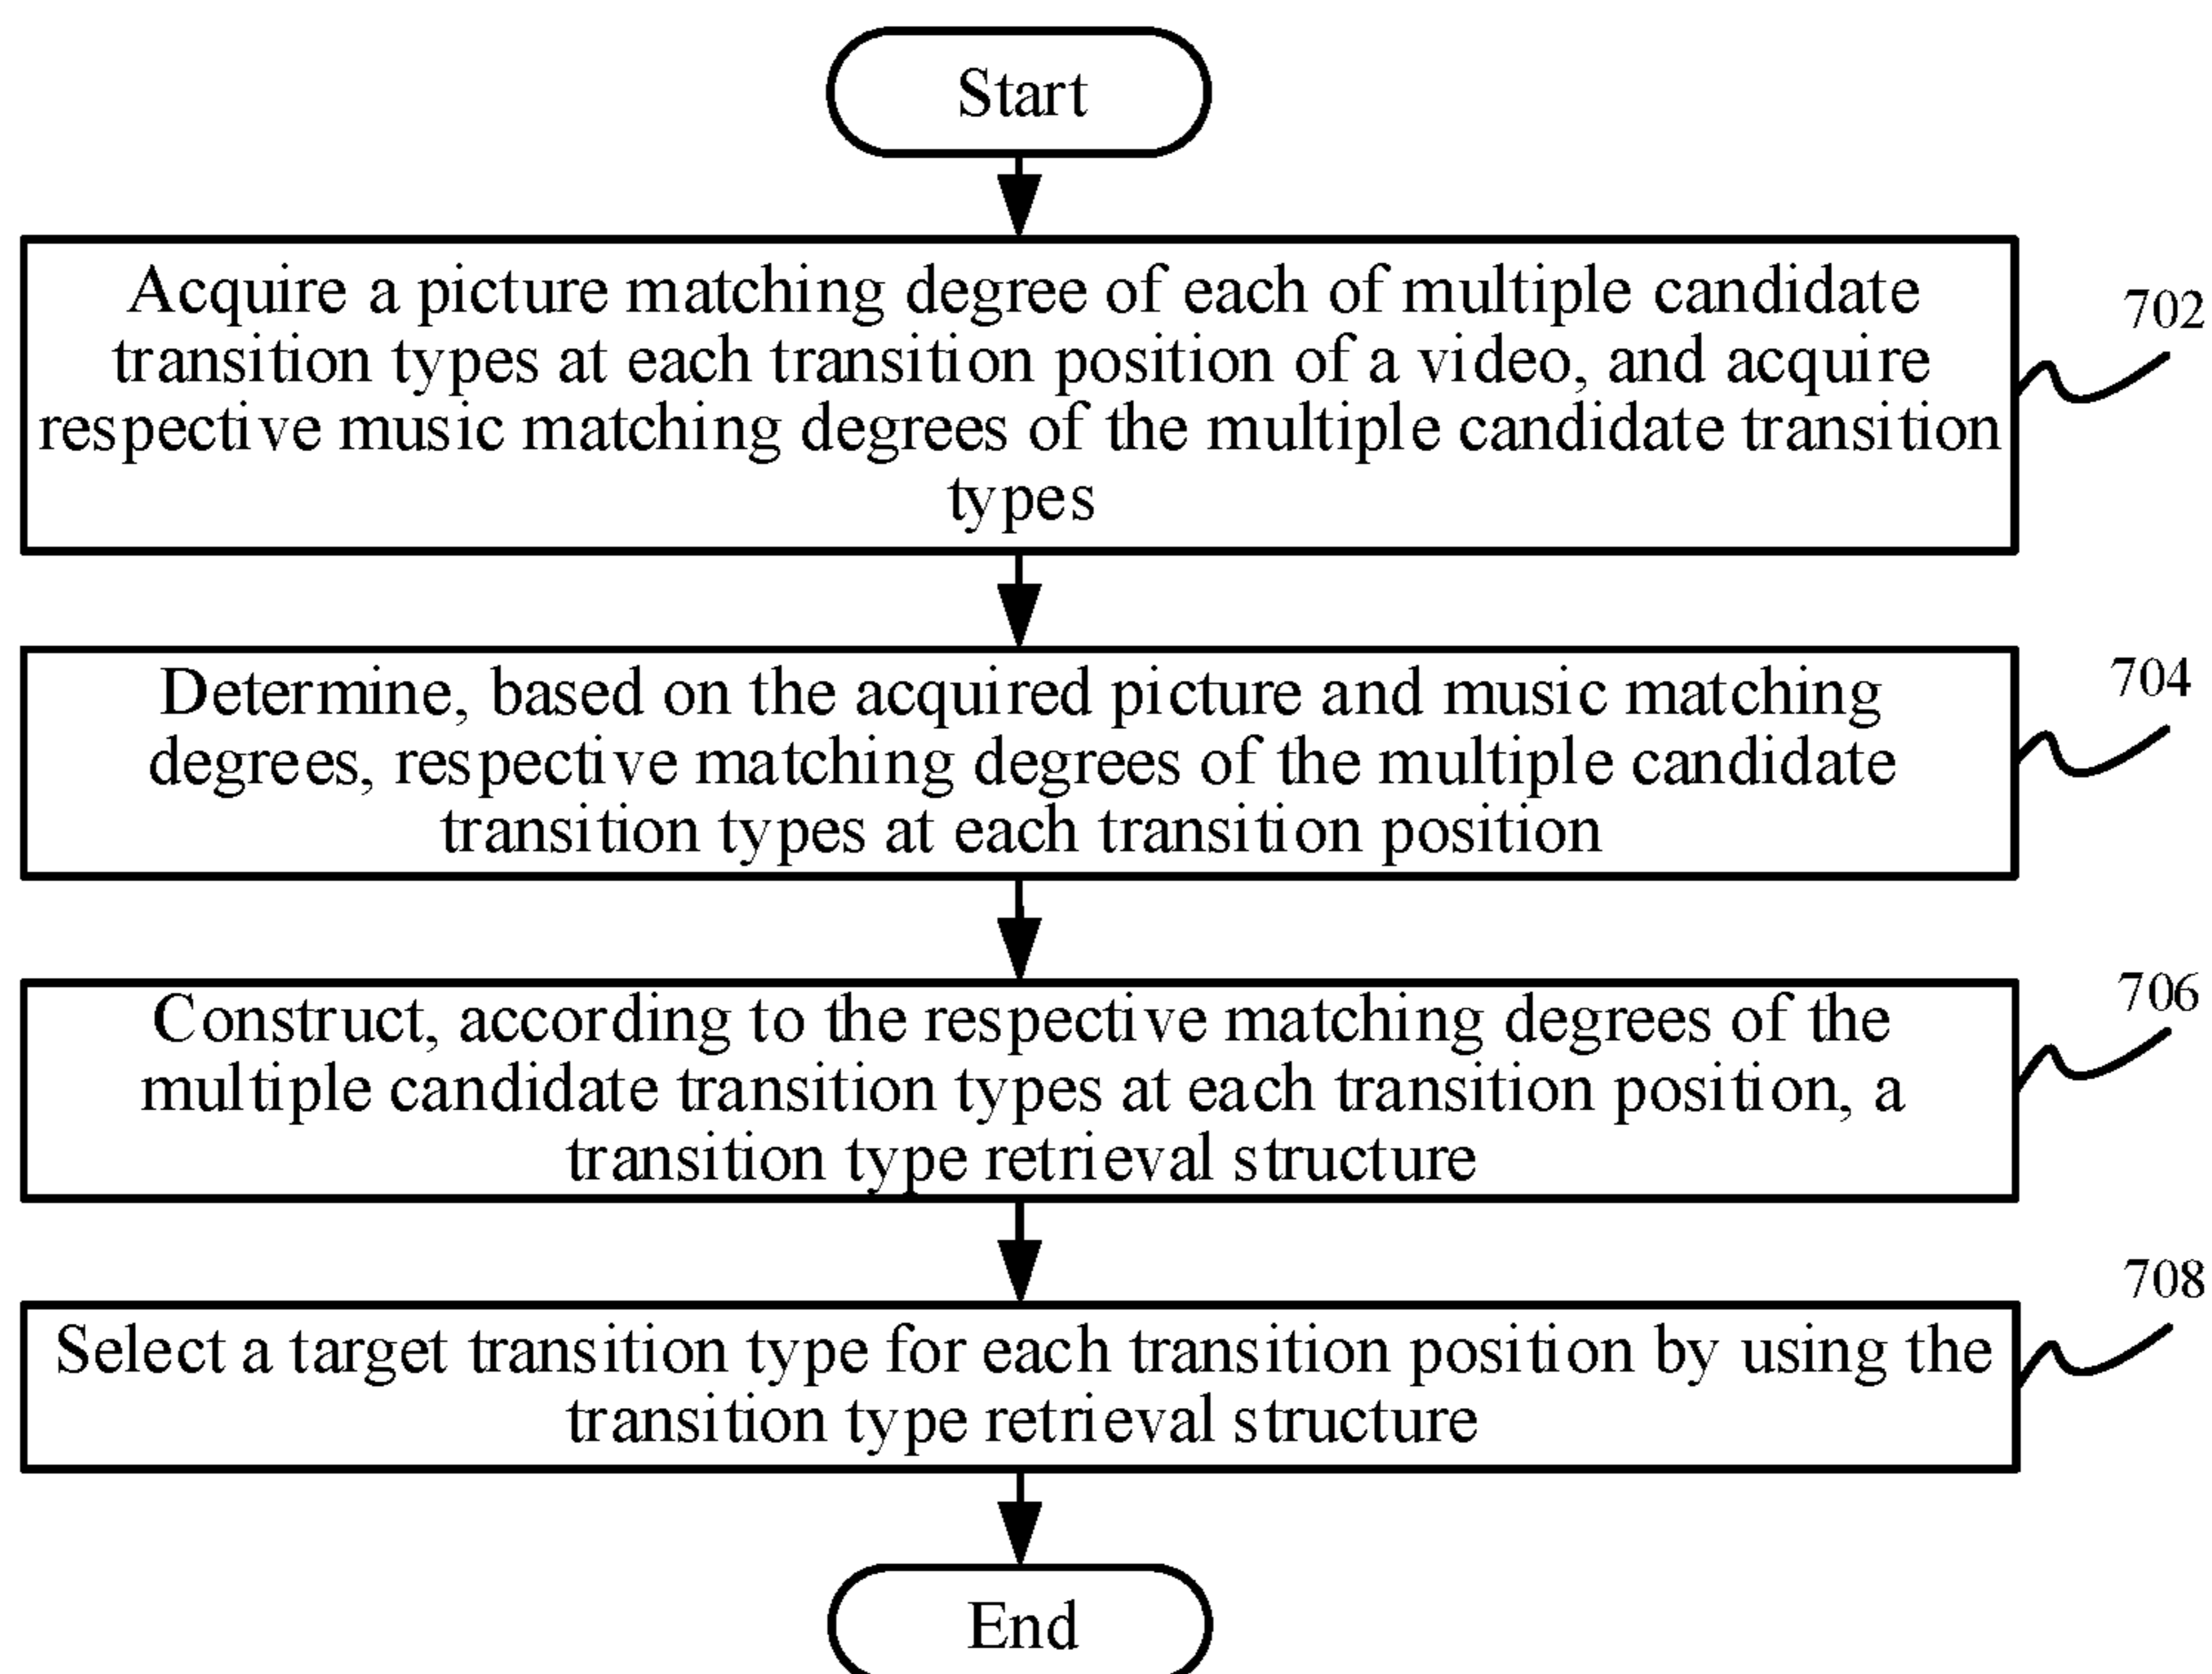 Start
Acquire a picture matching degree of each of multiple candidate
transition types at each transition position of a video, and acquire
respective music matching degrees of the multiple candidate transition
types
702
Determine, based on the acquired picture and music matching
degrees, respective matching degrees of the multiple candidate
transition types at each transition position
704
Construct, according to the respective matching degrees of the
multiple candidate transition types at each transition position, a
transition type retrieval structure
706
Select a target transition type for each transition position by using the
transition type retrieval structure
708
End